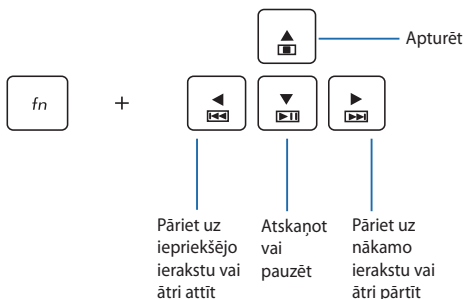 Apturēt
fn
+
Pāriet uz
iepriekšējo
ierakstu vai
ātri attīt
Atskaņot
vai
pauzēt
Pāriet uz
nākamo
ierakstu vai
ātri pārtīt